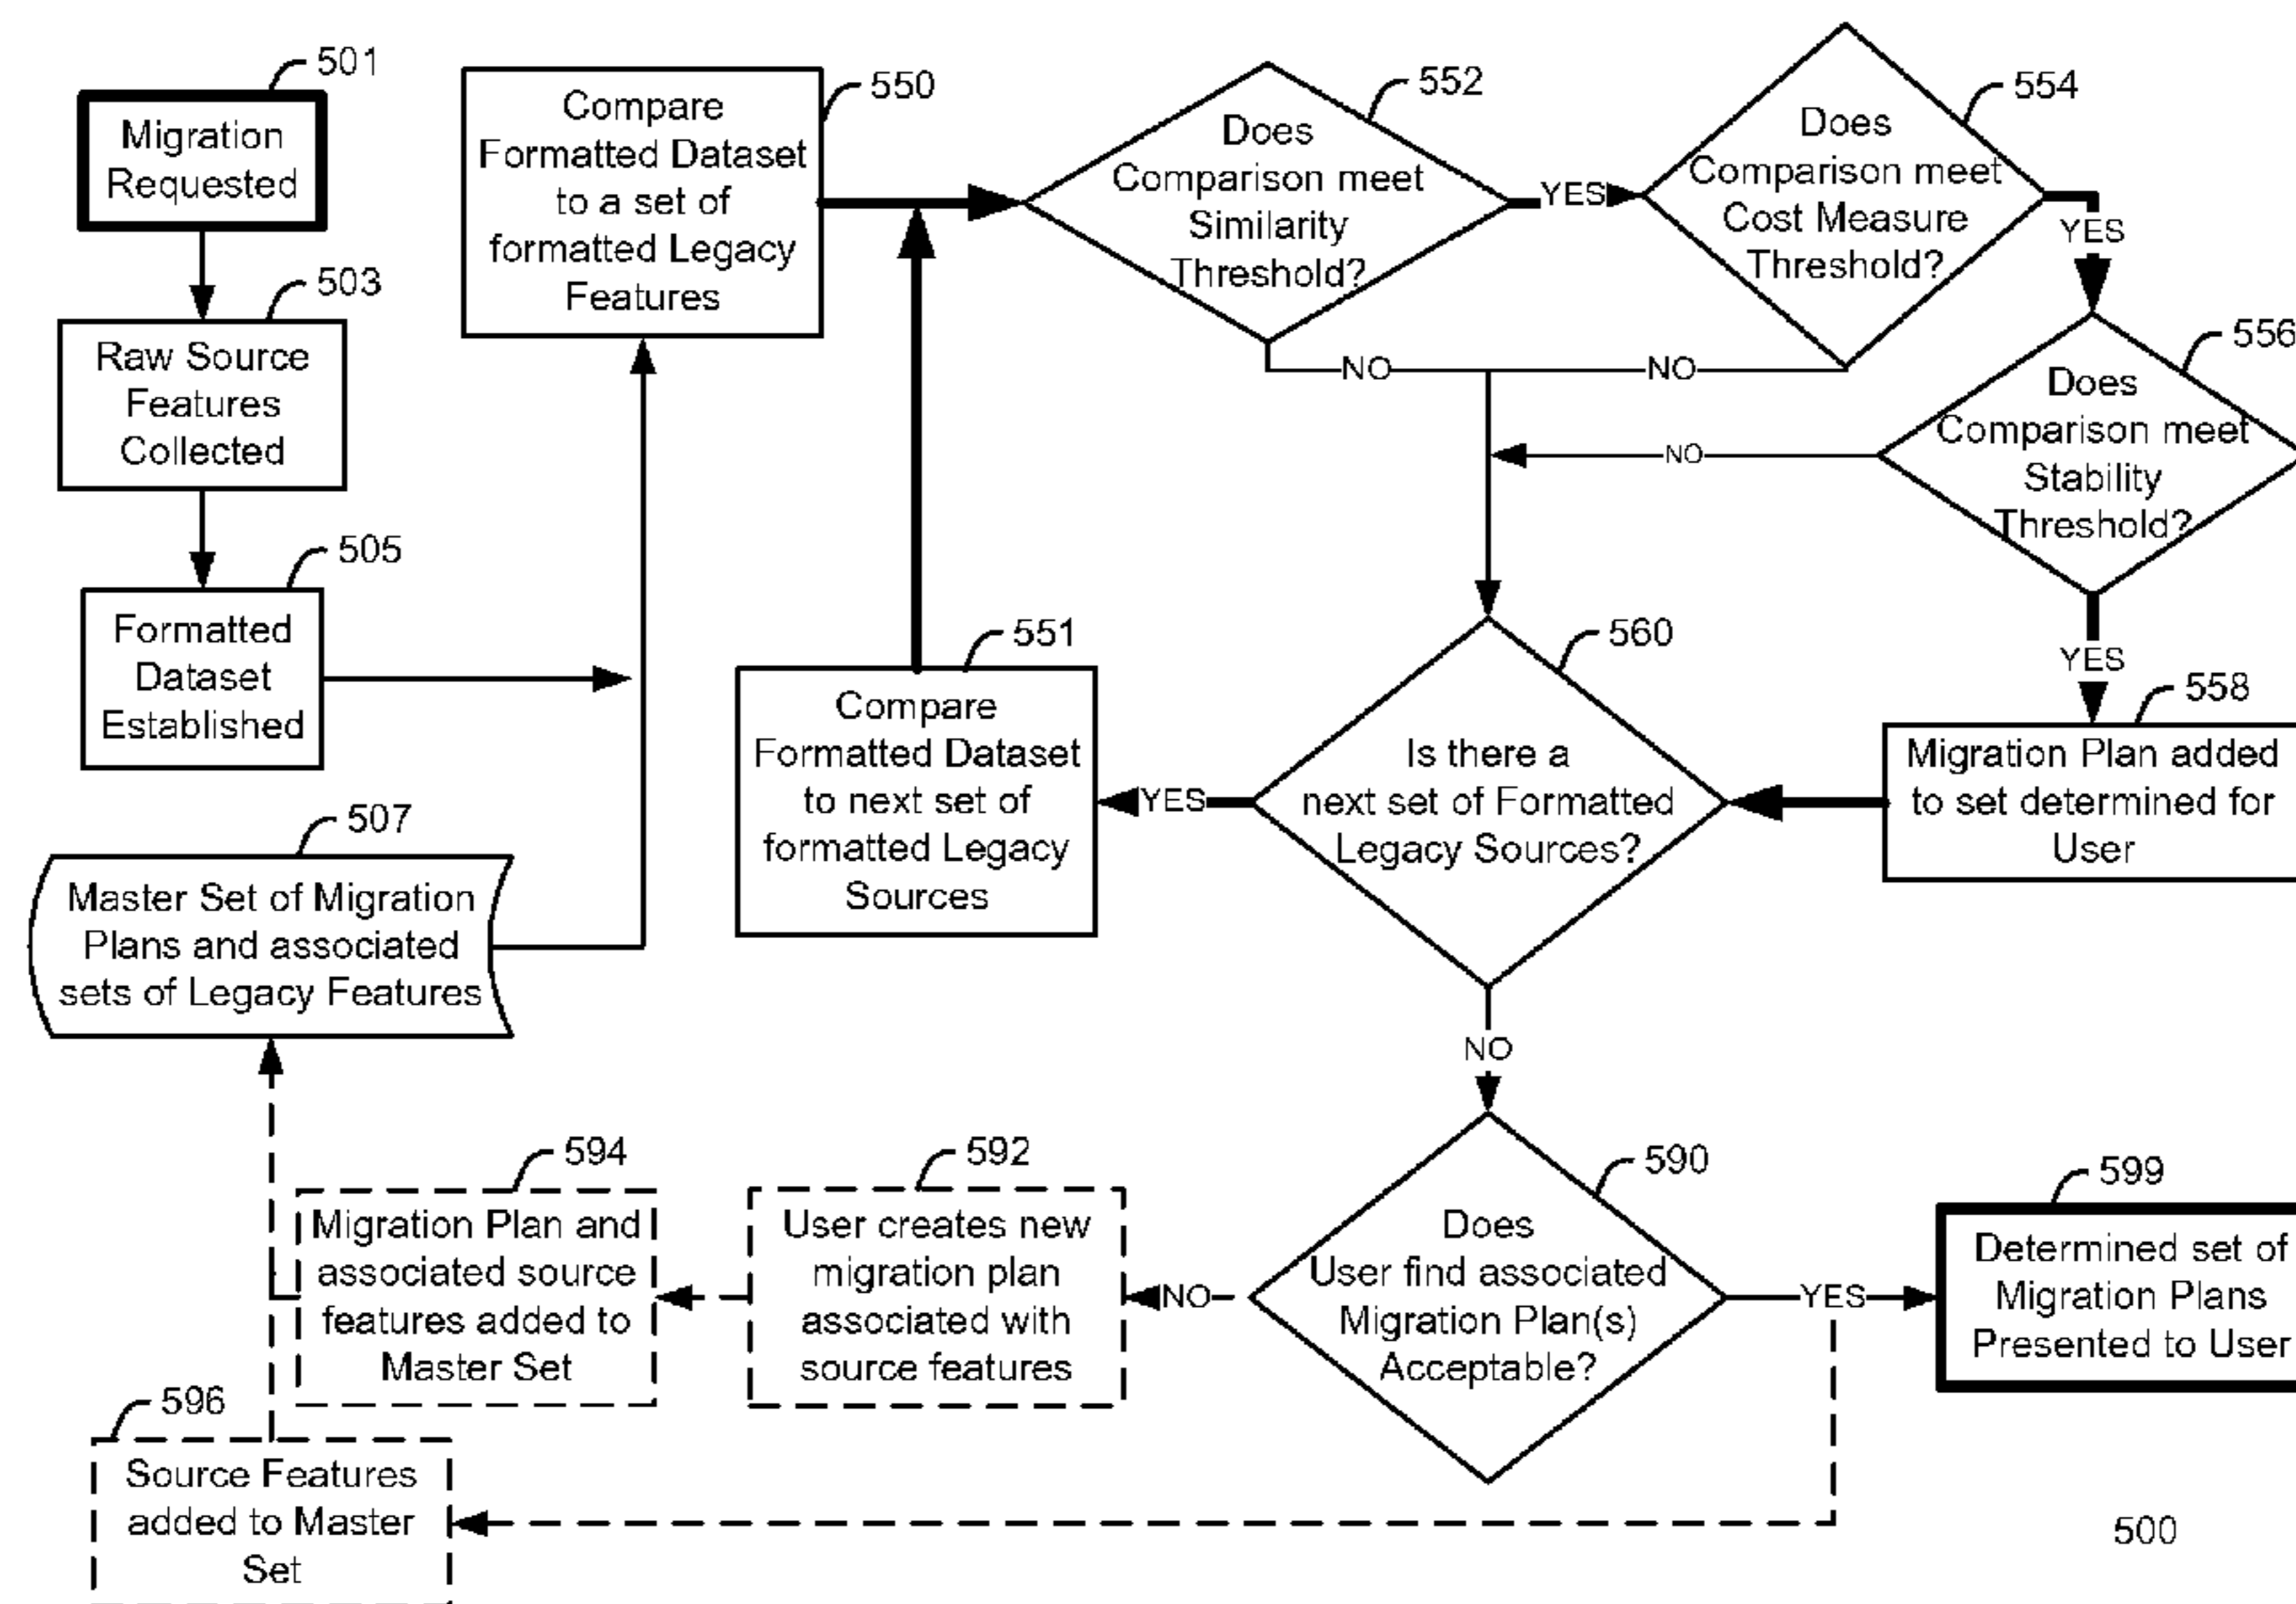 501
Migration
Requested
503
Raw Source
Features
Collected
505
Formatted
Dataset
Established
507
Master Set of Migration
Plans and associated
sets of Legacy Features
550
Compare
Formatted Dataset
to a set of
formatted Legacy
Features
552
Does
Comparison meet
Similarity
Threshold?
YES
NO
554
Does
Comparison meet
Cost Measure
Threshold?
YES
NO
556
Does
Comparison meet
Stability
Threshold?
NO
YES
558
Migration Plan added
to set determined for
User
560
Is there a
next set of Formatted
Legacy Sources?
YES
551
Compare
Formatted Dataset
to next set of
formatted Legacy
Sources
NO
590
Does
User find associated
Migration Plan(s)
Acceptable?
YES
599
Determined set of
Migration Plans
Presented to User
NO
592
User creates new
migration plan
associated with
source features
594
Migration Plan and
associated source
features added to
Master Set
596
Source Features
added to Master
Set
500